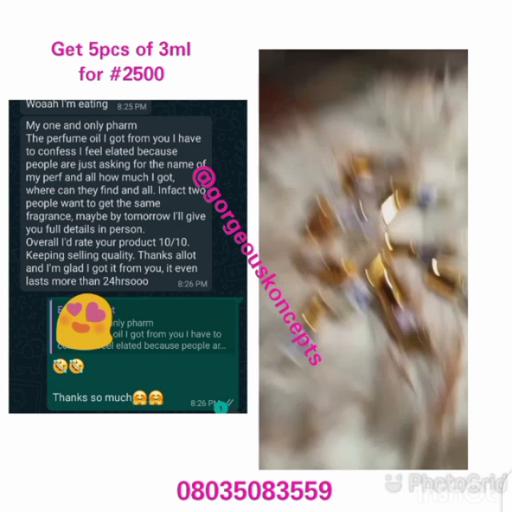 Get 5pcs of 3ml
for #2500
Woaah I'm eating 8:25 PM
My one and only pharm
The perfume oil I got from you I have
to confess I feel elated because
people are just asking for the name of
my perf and all how much I got,
where can they find and all. Infact two
people want to get the same
fragrance, maybe by tomorrow I'll give
you full details in person.
Overall I'd rate your product 10/10.
Keeping selling quality. Thanks allot
and I'm glad I got it from you, it even
lasts more than 24hrsooo 8:26 PM
pharm
oil I got from you I have to
elated because people ar...
🤣🤣
Thanks so much🤗🤗 8:26 PM
@gorgeouskoncepts
08035083559
PhotoGrid